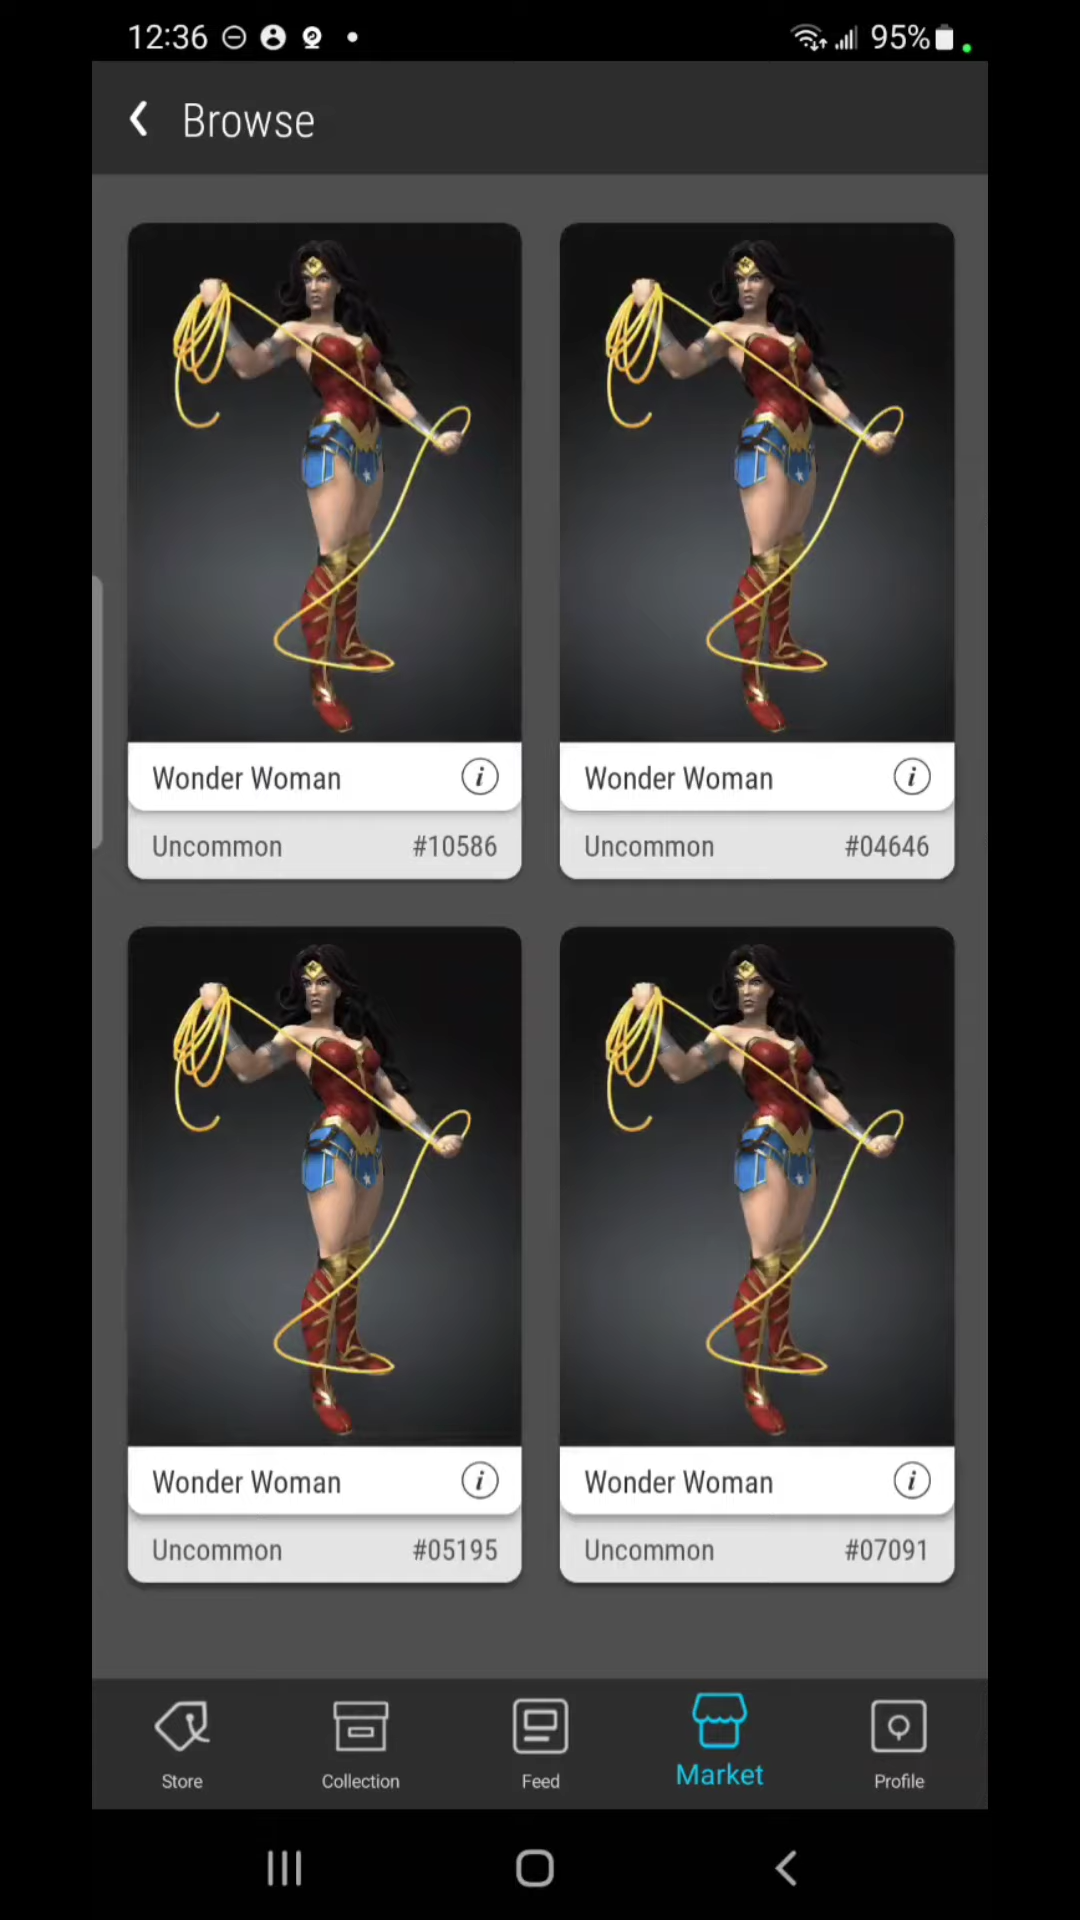 12:36 95%
Browse
Wonder Woman
Uncommon #10586
Wonder Woman
Uncommon #04646
Wonder Woman
Uncommon #05195
Wonder Woman
Uncommon #07091
Store
Collection
Feed
Market
Profile